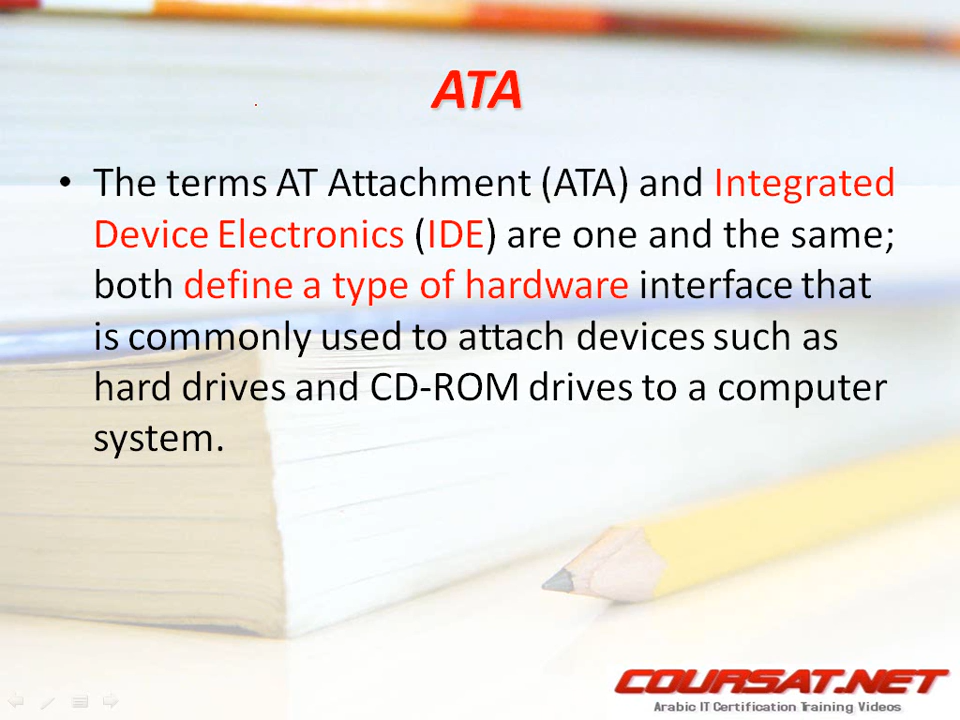 ATA
• The terms AT Attachment (ATA) and Integrated
Device Electronics (IDE) are one and the same;
both define a type of hardware interface that
is commonly used to attach devices such as
hard drives and CD-ROM drives to a computer
system.
COURSAT.NET
Arabic IT Certification Training Videos